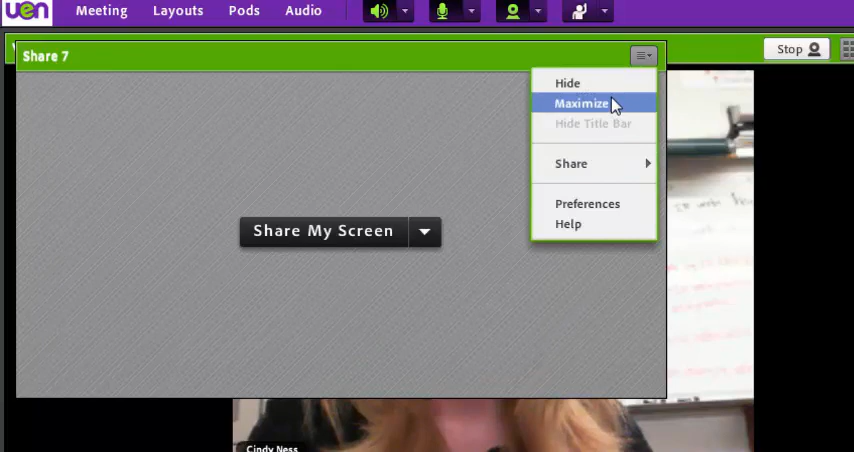 uen Meeting Layouts Pods Audio
Share 7
Stop
Hide
Maximize
Hide Title Bar
Share
Share My Screen
Preferences
Help
Cindy Ness